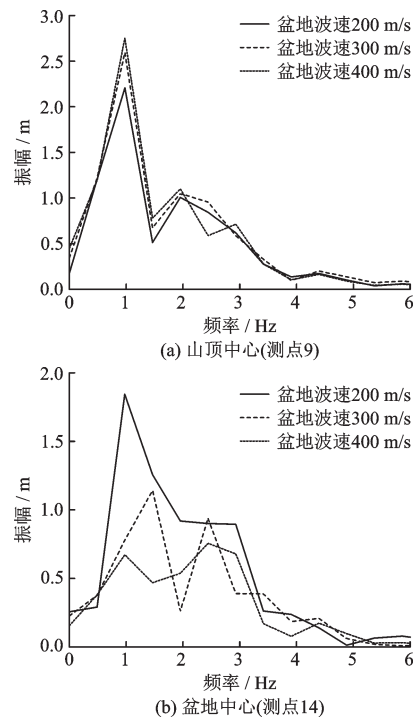 3.0
2.5
2.0
1.5
1.0
0.5
0.0
振幅 / m
盆地波速200 m/s
盆地波速300 m/s
盆地波速400 m/s
0 1 2 3 4 5 6
频率 / Hz
(a) 山顶中心(测点9)
2.0
1.5
1.0
0.5
0.0
振幅 / m
盆地波速200 m/s
盆地波速300 m/s
盆地波速400 m/s
0 1 2 3 4 5 6
频率 / Hz
(b) 盆地中心(测点14)